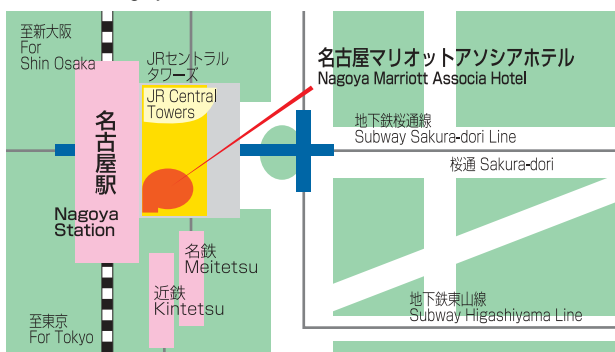 至新大阪
For
Shin Osaka
JRセントラル
タワーズ
JR Central
Towers
名古屋マリオットアソシアホテル
Nagoya Marriott Associa Hotel
地下鉄桜通線
Subway Sakura-dori Line
桜通 Sakura-dori
名古屋駅
Nagoya
Station
名鉄
Meitetsu
近鉄
Kintetsu
地下鉄東山線
Subway Higashiyama Line
至東京
For Tokyo